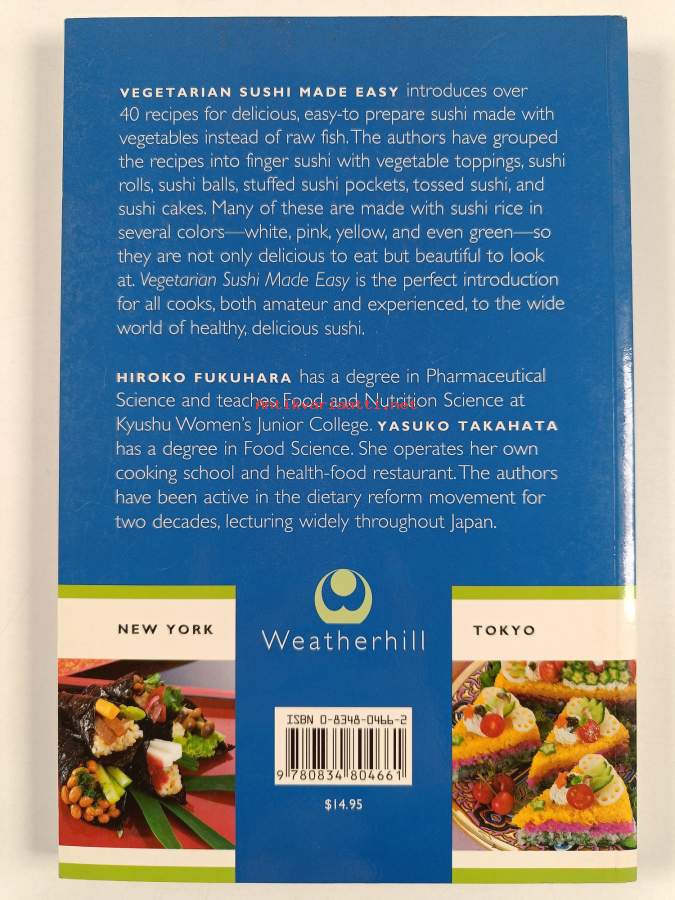 VEGETARIAN SUSHI MADE EASY introduces over
40 recipes for delicious, easy-to prepare sushi made with
vegetables instead of raw fish. The authors have grouped
the recipes into finger sushi with vegetable toppings, sushi
rolls, sushi balls, stuffed sushi pockets, tossed sushi, and
sushi cakes. Many of these are made with sushi rice in
several colors—white, pink, yellow, and even green—so
they are not only delicious to eat but beautiful to look
at. Vegetarian Sushi Made Easy is the perfect introduction
for all cooks, both amateur and experienced, to the wide
world of healthy, delicious sushi.
HIROKO FUKUHARA has a degree in Pharmaceutical
Science and teaches Food and Nutrition Science at
Antikvariaatti.net
Kyushu Women's Junior College. YASUKO TAKAHATA
has a degree in Food Science. She operates her own
cooking school and health-food restaurant. The authors
have been active in the dietary reform movement for
two decades, lecturing widely throughout Japan.
NEW YORK
Weatherhill
TOKYO
ISBN 0-8348-0466-2
9 780834 804661
$14.95